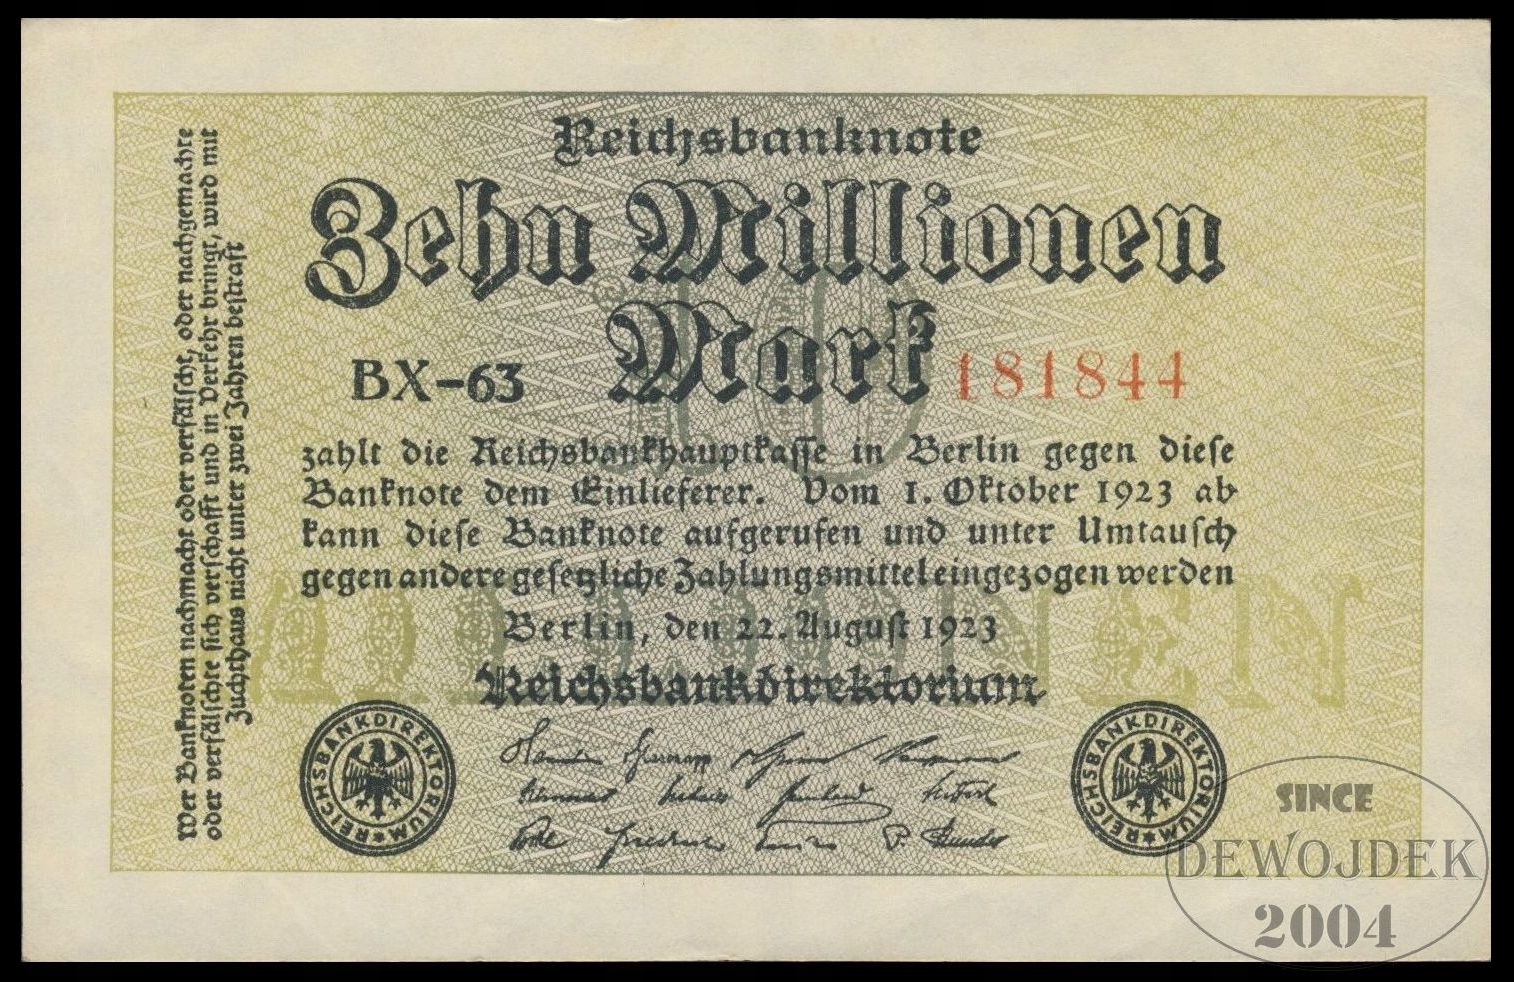 Reichsbanknote
Zehn Millionen
Mark
BX-63
181844
10
zahlt die Reichsbankhauptkasse in Berlin gegen diese
Banknote dem Einlieferer. Vom 1. Oktober 1923 ab
kann diese Banknote aufgerufen und unter Umtausch
gegen andere gesetzliche Zahlungsmittel eingezogen werden
MILLIONEN
Berlin, den 22. August 1923
Reichsbankdirektorium
REICHSBANKDIREKTORIUM
REICHSBANKDIREKTORIUM
Wer Banknoten nachmacht oder verfälscht, oder nachgemachte
oder verfälschte sich verschafft und in Verkehr bringt, wird mit
Zuchthaus nicht unter zwei Jahren bestraft
SINCE
DEWOJDEK
2004